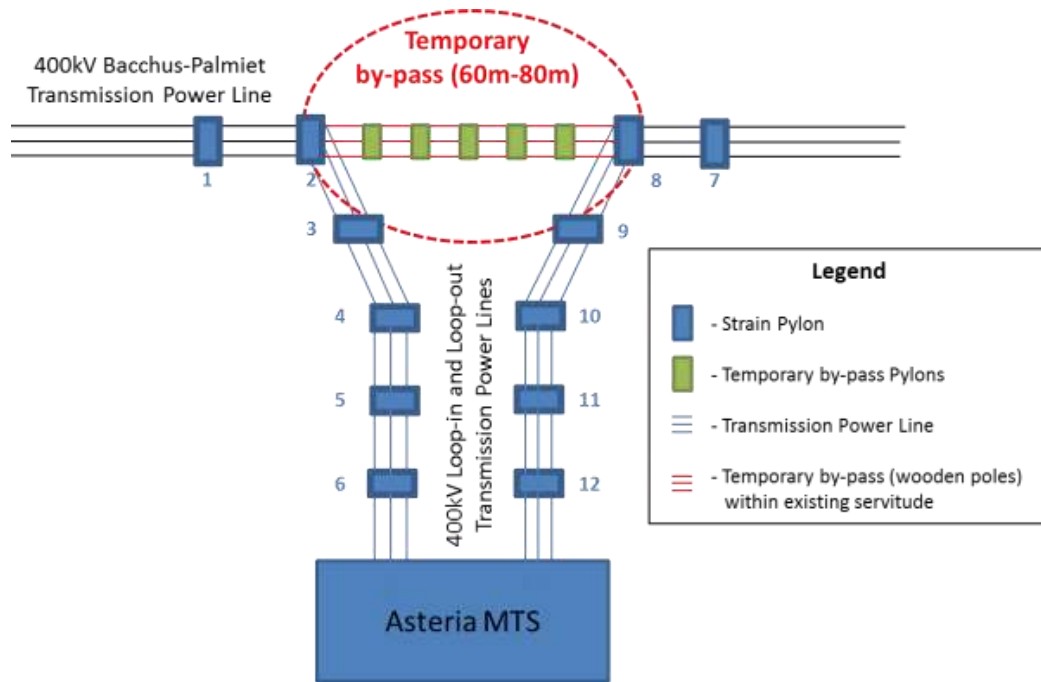 Temporary
by-pass (60m-80m)
400kV Bacchus-Palmiet
Transmission Power Line
1
2
8
7
3
9
4
10
5
11
6
12
400kV Loop-in and Loop-out
Transmission Power Lines
Legend
- Strain Pylon
- Temporary by-pass Pylons
- Transmission Power Line
- Temporary by-pass (wooden poles)
within existing servitude
Asteria MTS